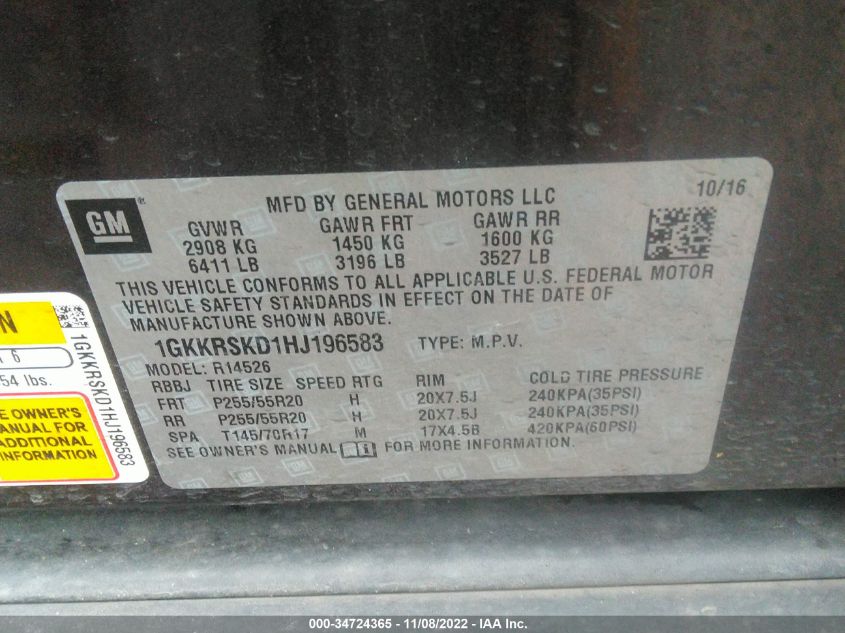 GM®
MFD BY GENERAL MOTORS LLC
10/16
GVWR GAWR FRT GAWR RR
2908 KG 1450 KG 1600 KG
6411 LB 3196 LB 3527 LB
THIS VEHICLE CONFORMS TO ALL APPLICABLE U.S. FEDERAL MOTOR
VEHICLE SAFETY STANDARDS IN EFFECT ON THE DATE OF
MANUFACTURE SHOWN ABOVE.
1GKKRSKD1HJ196583 TYPE: M.P.V.
MODEL: R14526
RBBJ TIRE SIZE SPEED RTG RIM COLD TIRE PRESSURE
FRT P255/55R20 H 20X7.5J 240KPA(35PSI)
RR P255/55R20 H 20X7.5J 240KPA(35PSI)
SPA T145/70R17 M 17X4.5B 420KPA(60PSI)
SEE OWNER'S MANUAL FOR MORE INFORMATION.
N
6
54 lbs.
E OWNER'S
MANUAL FOR
ADDITIONAL
INFORMATION
1GKKRSKD1HJ196583
000-34724365 - 11/08/2022 - IAA Inc.